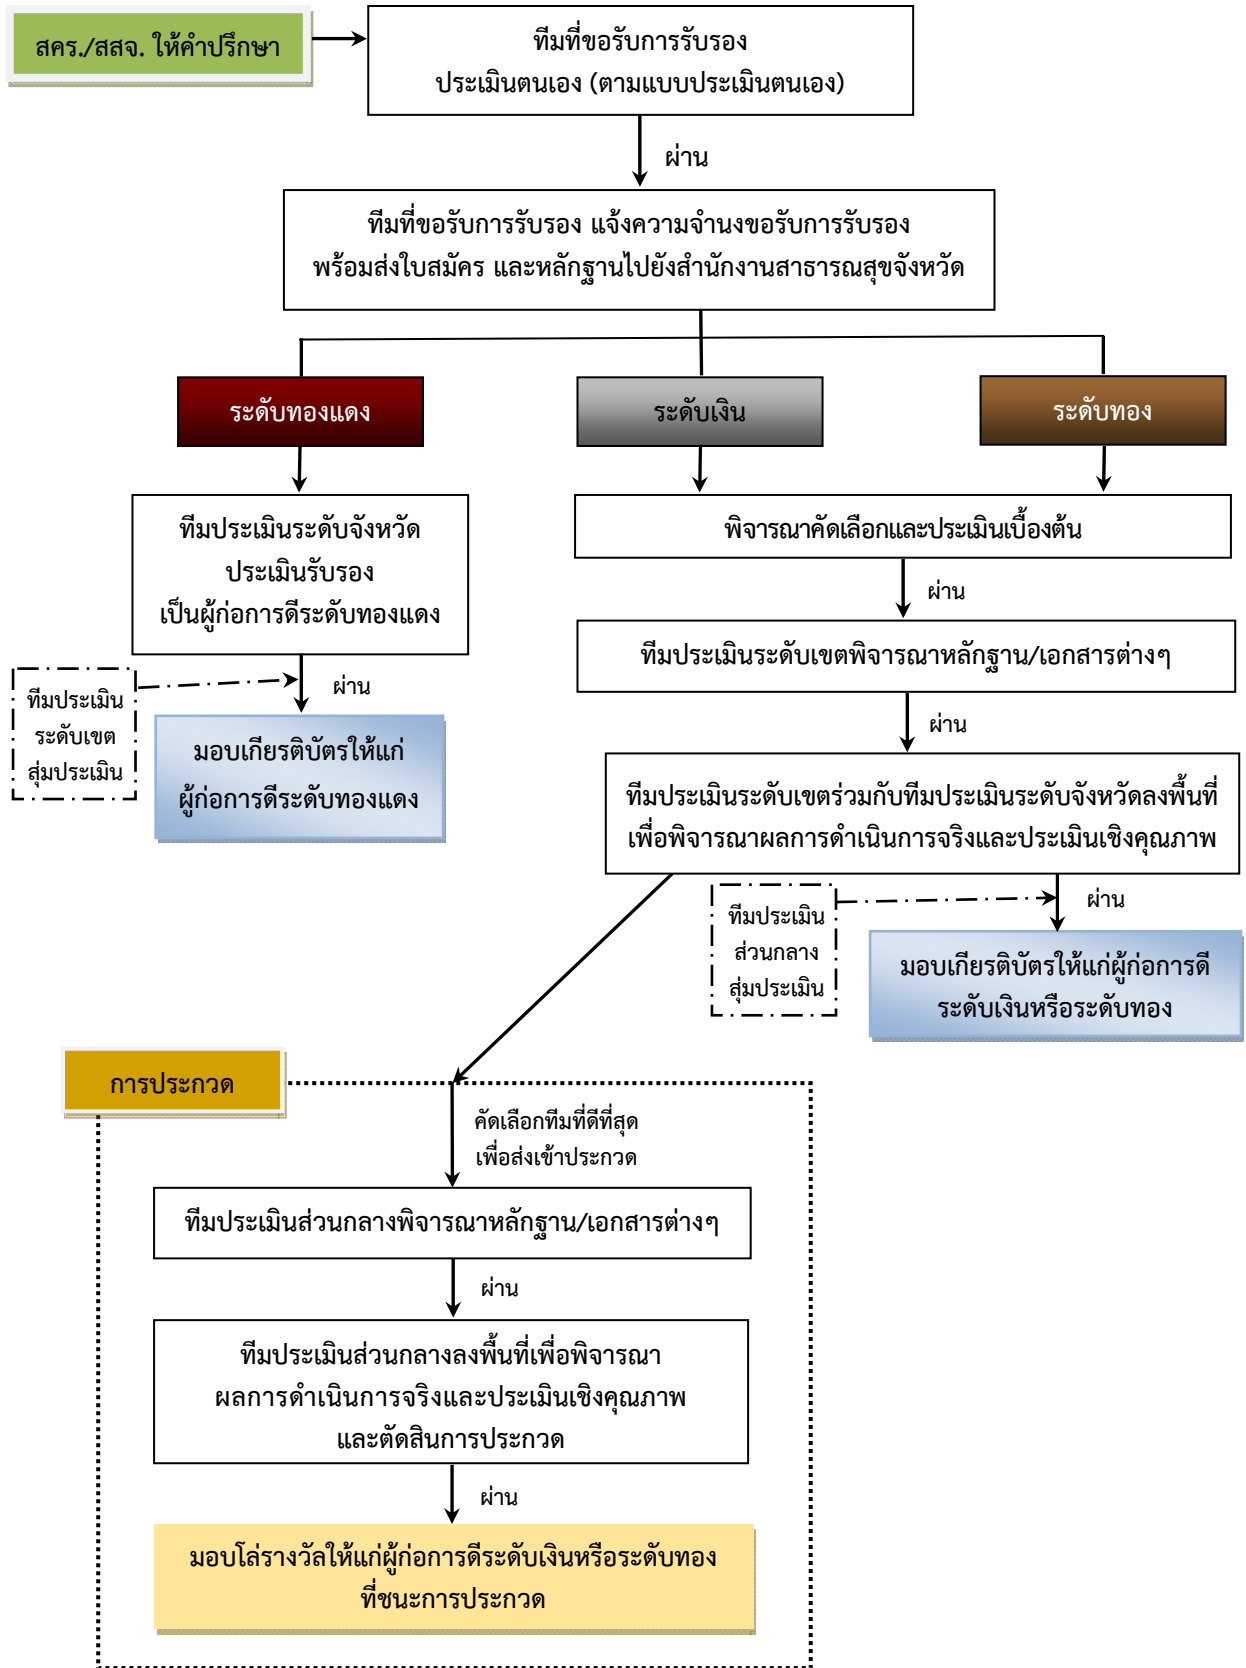 สคร./สสจ. ให้คำปรึกษา
ทีมที่ขอรับการรับรอง
ประเมินตนเอง (ตามแบบประเมินตนเอง)
ผ่าน
ทีมที่ขอรับการรับรอง แจ้งความจำนงขอรับการรับรอง
พร้อมส่งใบสมัคร และหลักฐานไปยังสำนักงานสาธารณสุขจังหวัด
ระดับทองแดง
ระดับเงิน
ระดับทอง
ทีมประเมินระดับจังหวัด
ประเมินรับรอง
เป็นผู้ก่อการดีระดับทองแดง
ทีมประเมิน
ระดับเขต
สุ่มประเมิน
ผ่าน
มอบเกียรติบัตรให้แก่
ผู้ก่อการดีระดับทองแดง
พิจารณาคัดเลือกและประเมินเบื้องต้น
ผ่าน
ทีมประเมินระดับเขตพิจารณาหลักฐาน/เอกสารต่างๆ
ผ่าน
ทีมประเมินระดับเขตร่วมกับทีมประเมินระดับจังหวัดลงพื้นที่
เพื่อพิจารณาผลการดำเนินการจริงและประเมินเชิงคุณภาพ
ทีมประเมิน
ส่วนกลาง
สุ่มประเมิน
ผ่าน
มอบเกียรติบัตรให้แก่ผู้ก่อการดี
ระดับเงินหรือระดับทอง
การประกวด
คัดเลือกทีมที่ดีที่สุด
เพื่อส่งเข้าประกวด
ทีมประเมินส่วนกลางพิจารณาหลักฐาน/เอกสารต่างๆ
ผ่าน
ทีมประเมินส่วนกลางลงพื้นที่เพื่อพิจารณา
ผลการดำเนินการจริงและประเมินเชิงคุณภาพ
และตัดสินการประกวด
ผ่าน
มอบโล่รางวัลให้แก่ผู้ก่อการดีระดับเงินหรือระดับทอง
ที่ชนะการประกวด